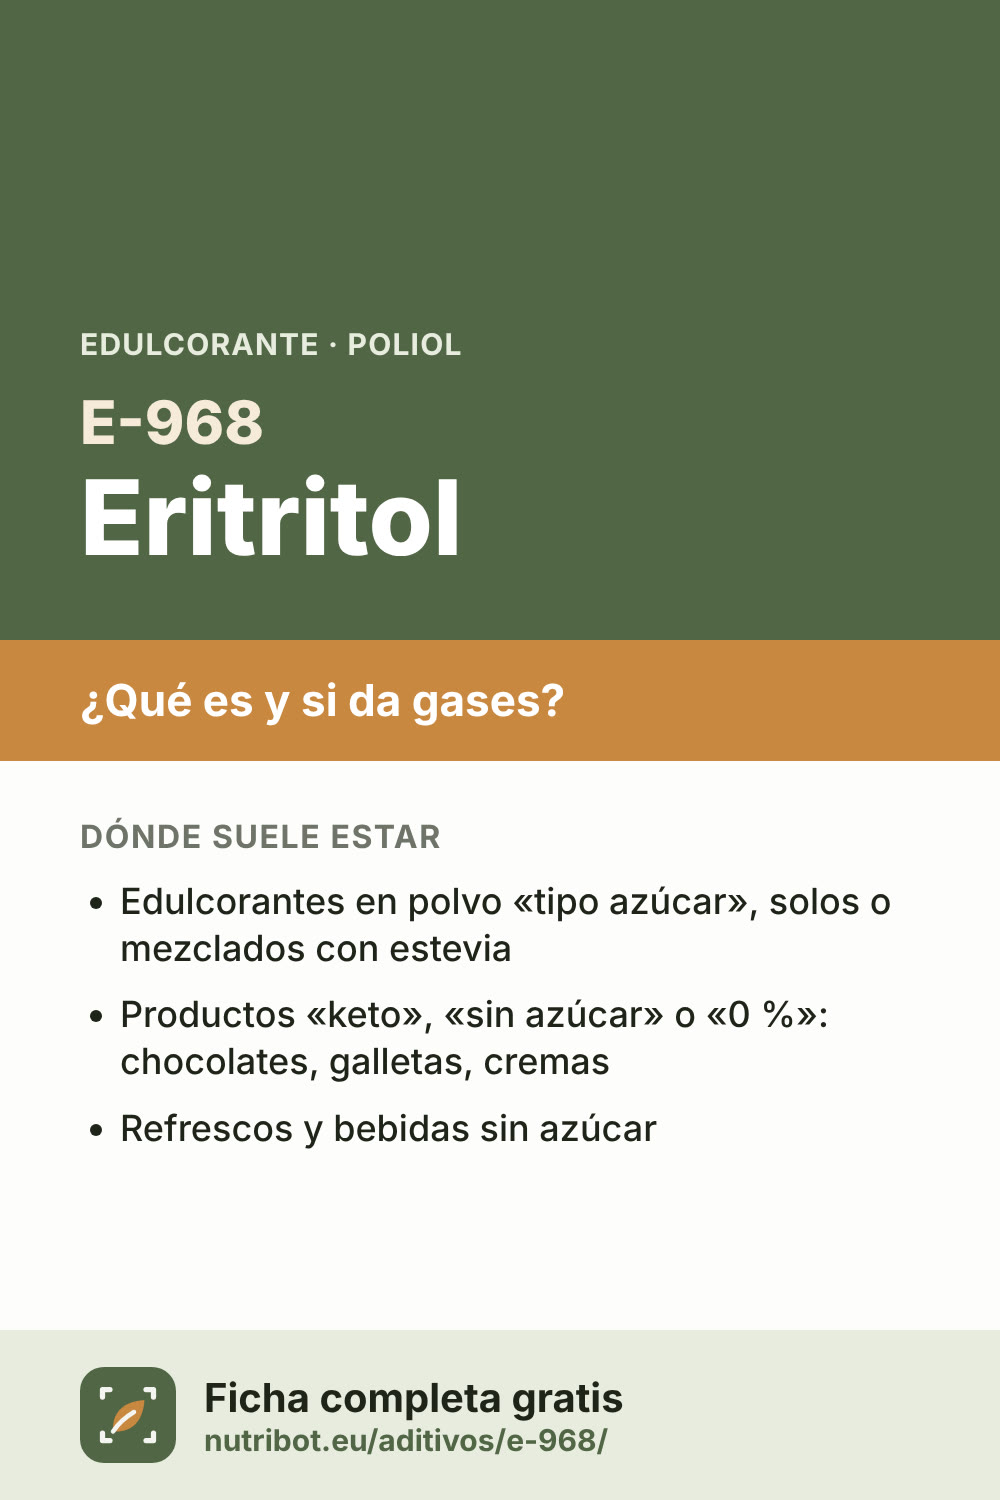 EDULCORANTE · POLIOL
E-968
Eritritol
¿Qué es y si da gases?
DÓNDE SUELE ESTAR
• Edulcorantes en polvo «tipo azúcar», solos o
mezclados con estevia
• Productos «keto», «sin azúcar» o «0 %»:
chocolates, galletas, cremas
• Refrescos y bebidas sin azúcar
Ficha completa gratis
nutribot.eu/aditivos/e-968/